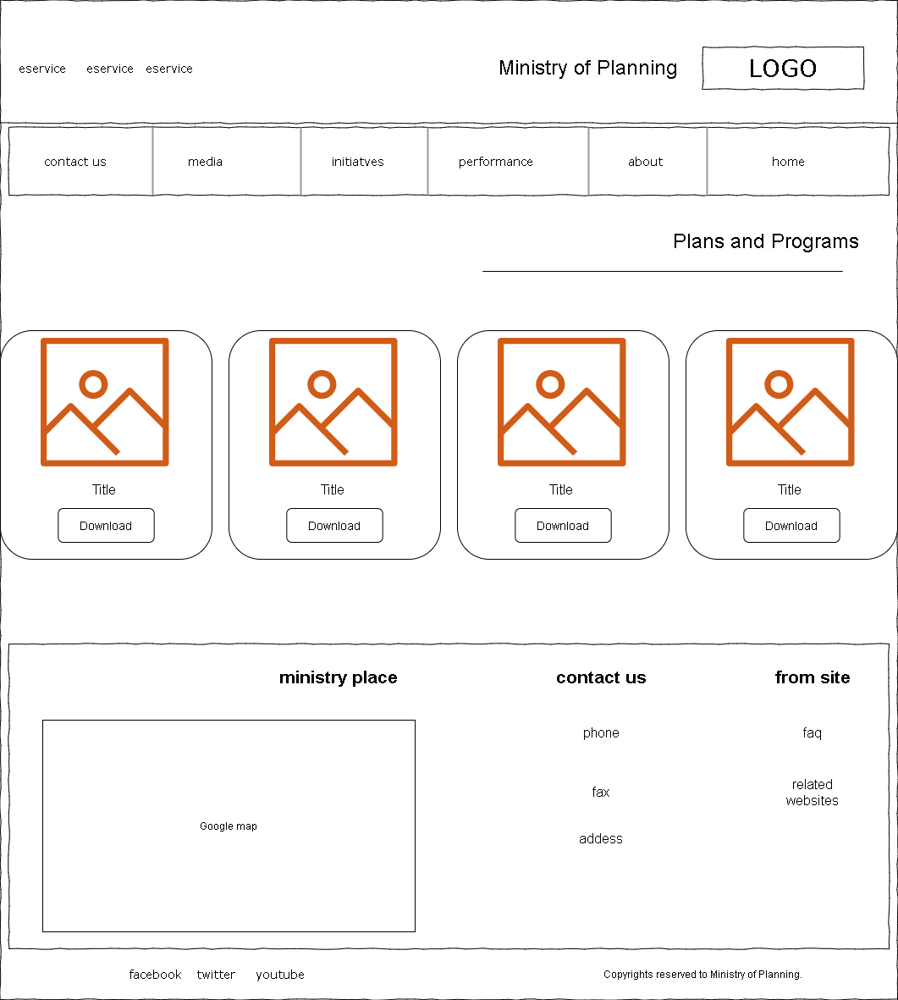 eservice eservice eservice Ministry of Planning LOGO
contact us media initiatves performance about home
Plans and Programs
Title Title Title Title
Download Download Download Download
ministry place contact us from site
phone faq
fax related
websites
Google map
addess
facebook twitter youtube Copyrights reserved to Ministry of Planning.